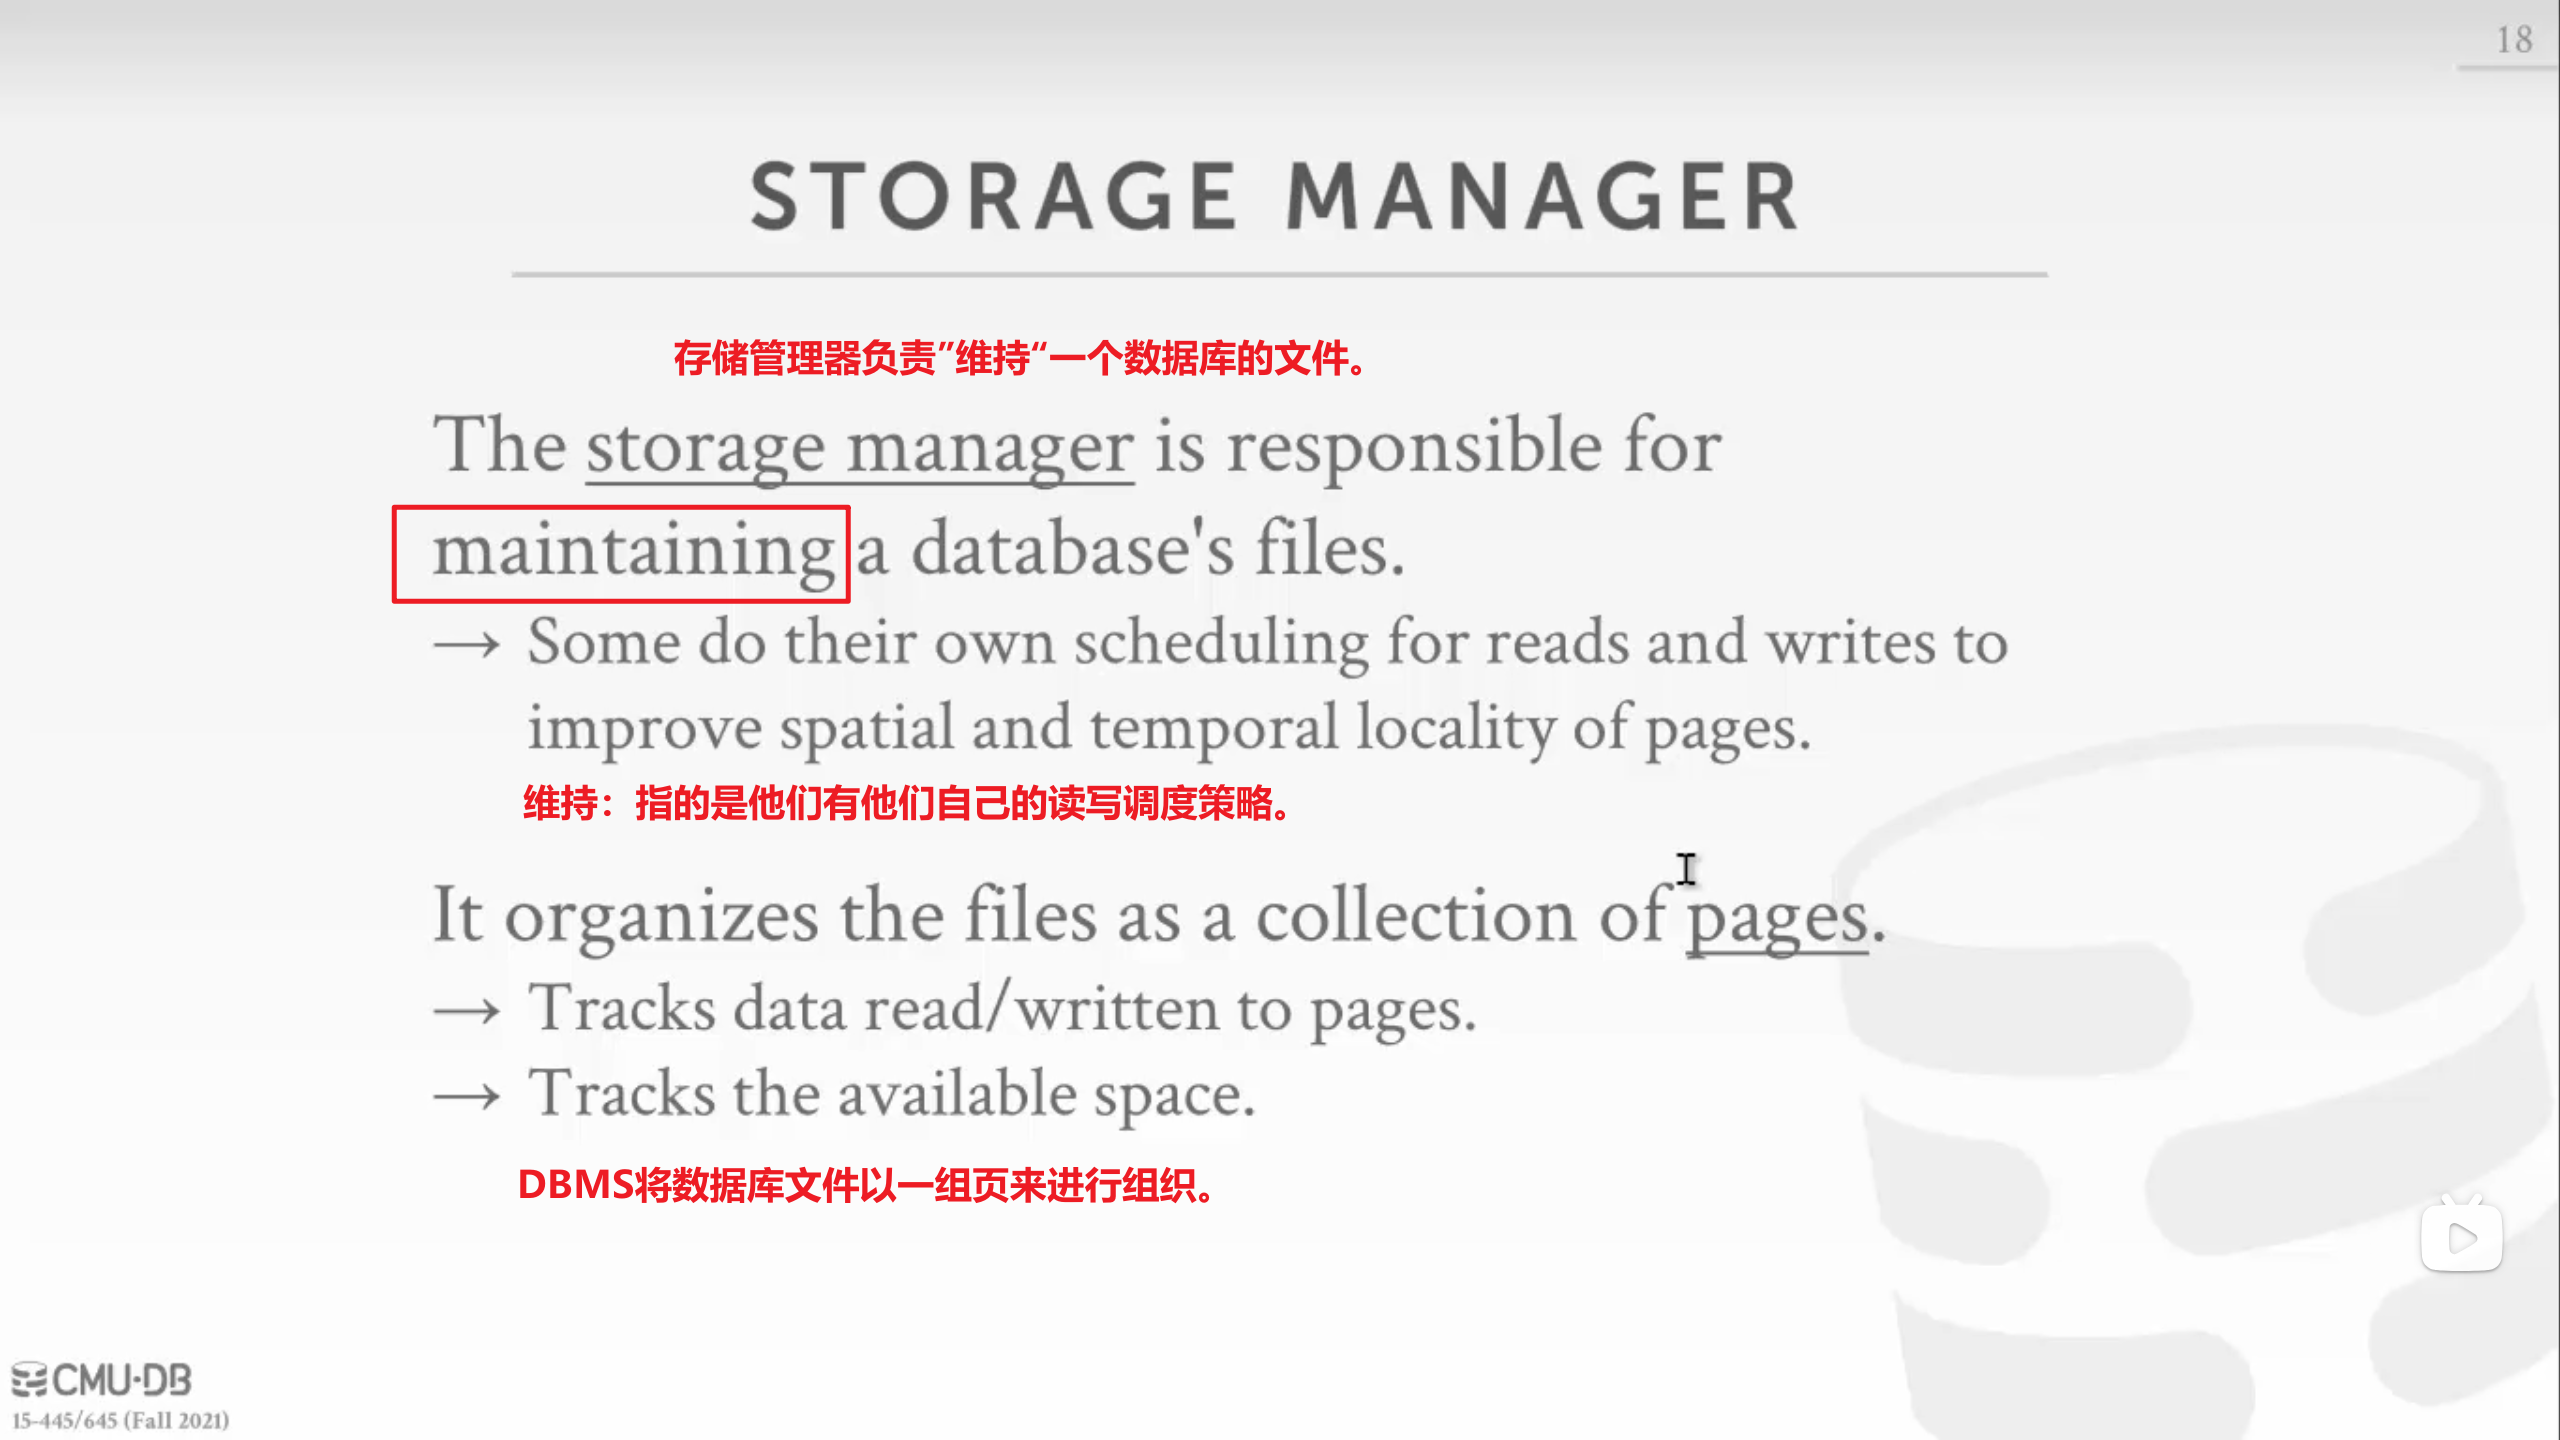 18
STORAGE MANAGER
存储管理器负责”维持“一个数据库的文件。
The storage manager is responsible for
maintaining a database's files.
→ Some do their own scheduling for reads and writes to
improve spatial and temporal locality of pages.
维持：指的是他们有他们自己的读写调度策略。
It organizes the files as a collection of pages.
→ Tracks data read/written to pages.
→ Tracks the available space.
DBMS将数据库文件以一组页来进行组织。
CMU·DB
15-445/645 (Fall 2021)